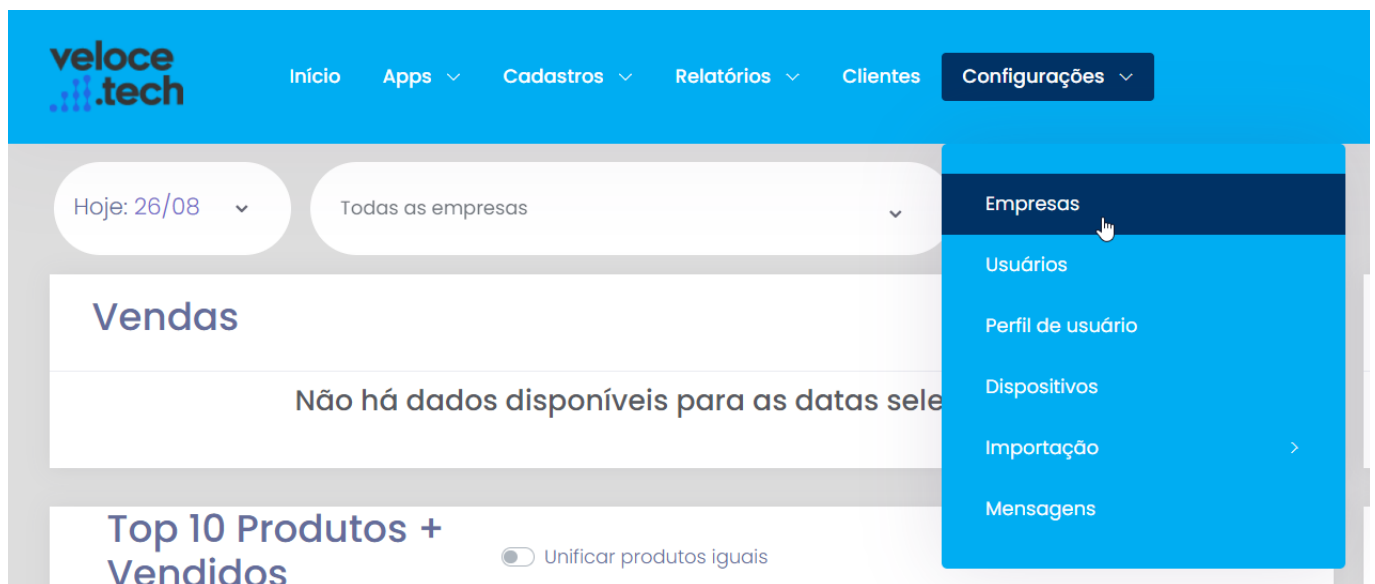 veloce
.tech
Início Apps Cadastros Relatórios Clientes Configurações
Hoje: 26/08 Todas as empresas
Empresas
Usuários
Perfil de usuário
Dispositivos
Importação
Mensagens
Vendas
Não há dados disponíveis para as datas sele
Top 10 Produtos +
Vendidos
Unificar produtos iguais